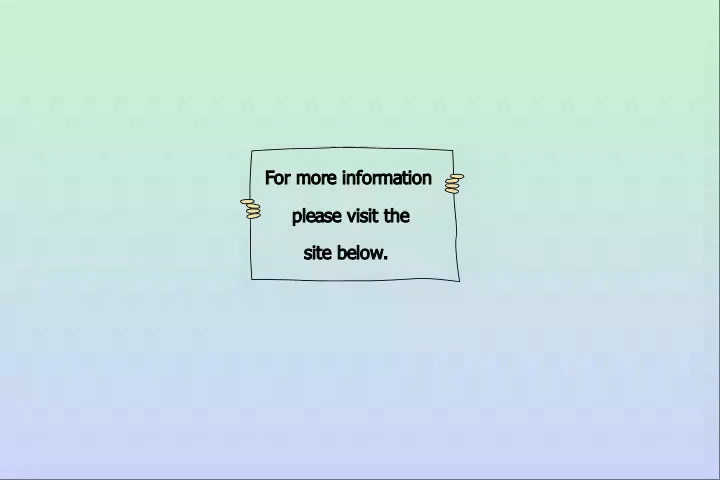 For more information
please visit the
site below.